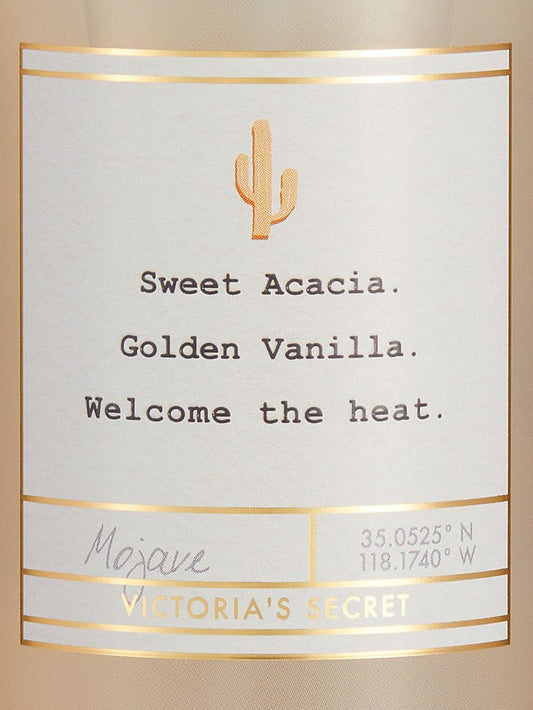 Sweet Acacia.
Golden Vanilla.
Welcome the heat.
Mojave
35.0525° N
118.1740° W
VICTORIA'S SECRET